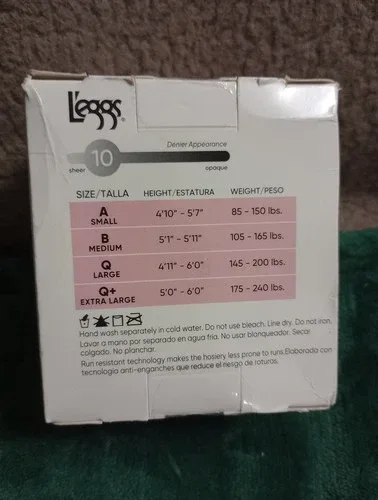 L'eggs®
Denier Appearance
10
sheer opaque
SIZE/TALLA HEIGHT/ESTATURA WEIGHT/PESO
A
SMALL 4'10" - 5'7" 85 - 150 lbs.
B
MEDIUM 5'1" - 5'11" 105 - 165 lbs.
Q
LARGE 4'11" - 6'0" 145 - 200 lbs.
Q+
EXTRA LARGE 5'0" - 6'0" 175 - 240 lbs.
Hand wash separately in cold water. Do not use bleach. Line dry. Do not iron.
Lavar a mano por separado en agua fria. No usar blanqueador. Secar
colgado. No planchar.
Run resistant technology makes the hosiery less prone to runs. Elaborada con
tecnologia anti-enganches que reduce el riesgo de roturas.